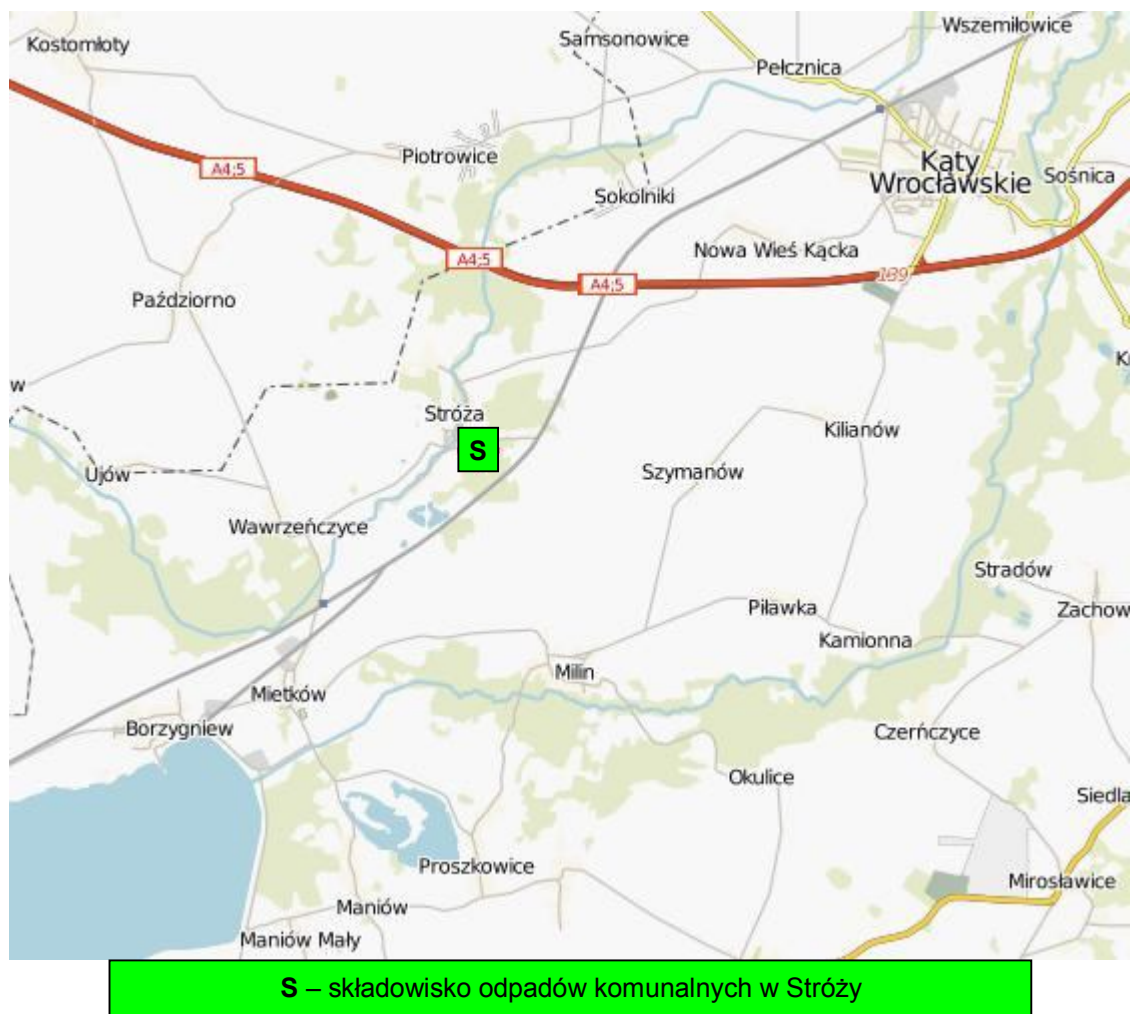 Kostomłoty
Samsonowice
Wszemiłowice
Pełcznica
A4;5
Piotrowice
Kąty
Wrocławskie
Sośnica
Sokolniki
A4;5
Nowa Wieś Kącka
A4;5
139
Paździorno
w
Stróża
S
Kilianów
Ujów
Szymanów
Wawrzeńczyce
Stradów
Piławka
Zachow
Kamionna
Milin
Mietków
Borzygniew
Czerńczyce
Okulice
Siedla
Proszkowice
Mirosławice
Maniów
Maniów Mały
S – składowisko odpadów komunalnych w Stróży